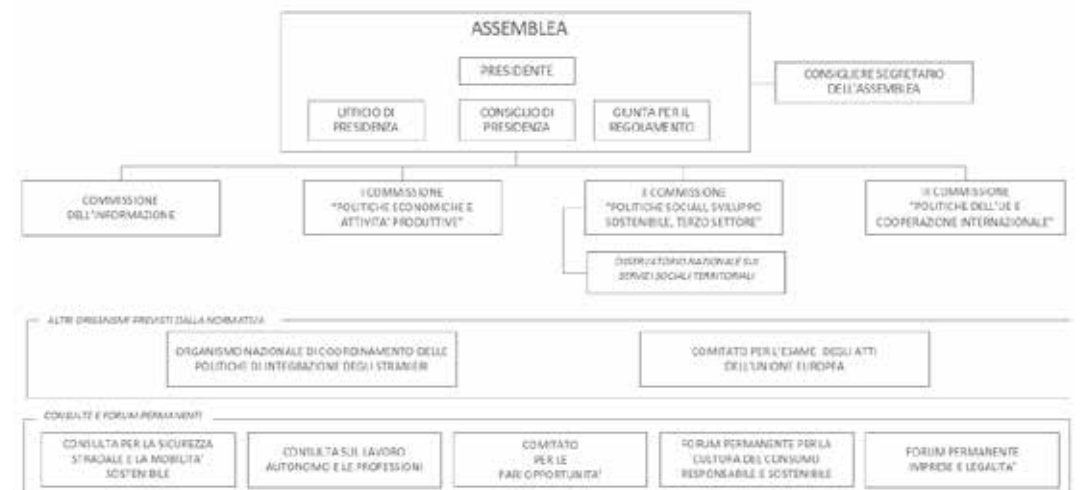 ASSEMBLEA
PRESIDENTE
UFFICIO DI
PRESIDENZA
CONSIGLIO DI
PRESIDENZA
GIUNTA PER IL
REGOLAMENTO
CONSIGLIERE SEGRETARIO
DELL'ASSEMBLEA
COMMISSIONE
DELL'INFORMAZIONE
I COMMISSIONE
"POLITICHE ECONOMICHE E
ATTIVITA' PRODUTTIVE"
II COMMISSIONE
"POLITICHE SOCIALI, SVILUPPO
SOSTENIBILE, TERZO SETTORE"
III COMMISSIONE
"POLITICHE DELL'UE E
COOPERAZIONE INTERNAZIONALE"
OSSERVATORIO NAZIONALE SUI
SERVIZI SOCIALI TERRITORIALI
ALTRI ORGANISMI PREVISTI DALLA NORMATIVA
ORGANISMO NAZIONALE DI COORDINAMENTO DELLE
POLITICHE DI INTEGRAZIONE DEGLI STRANIERI
COMITATO PER L'ESAME DEGLI ATTI
DELL'UNIONE EUROPEA
CONSULTE E FORUM PERMANENTI
CONSULTA PER LA SICUREZZA
STRADALE E LA MOBILITA'
SOSTENIBILE
CONSULTA SUL LAVORO
AUTONOMO E LE PROFESSIONI
COMITATO
PER LE
PARI OPPORTUNITA'
FORUM PERMANENTE PER LA
CULTURA DEL CONSUMO
RESPONSABILE E SOSTENIBILE
FORUM PERMANENTE
IMPRESE E LEGALITA'